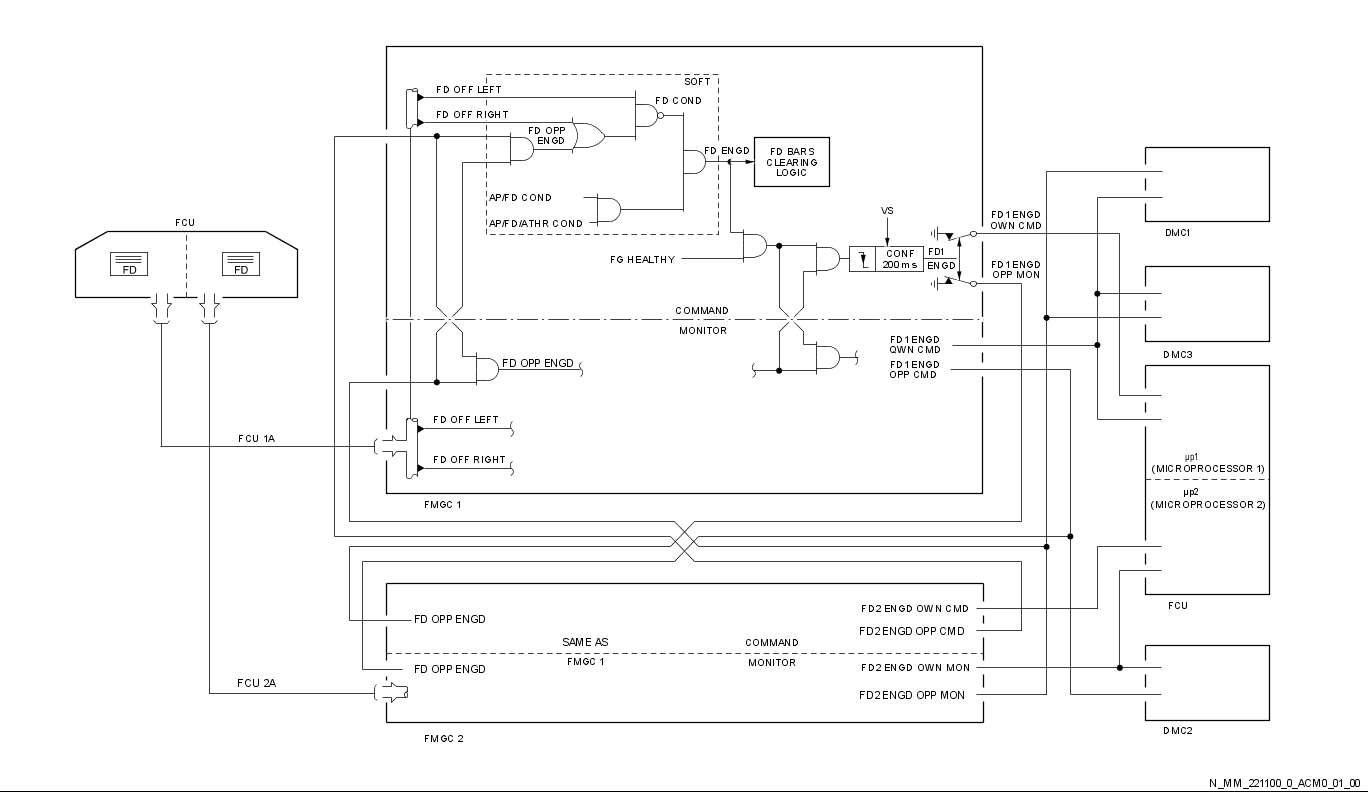 SOFT
FD OFF LEFT
FD COND
FD OFF RIGHT
FD OPP
ENGD
FD ENGD
FD BARS
CLEARING
LOGIC
AP/FD COND
AP/FD/ATHR COND
FG HEALTHY
VS
CONF
200ms
FD1
ENGD
FD1 ENGD
OWN CMD
FD1 ENGD
OPP MON
COMMAND
MONITOR
FD1 ENGD
OWN CMD
FD1 ENGD
OPP CMD
FD OPP ENGD
FD OFF LEFT
FD OFF RIGHT
FMGC 1
FCU
FD
FD
FCU 1A
FCU 2A
DMC1
DMC3
µp1
(MICROPROCESSOR 1)
µp2
(MICROPROCESSOR 2)
FCU
DMC2
FD OPP ENGD
FD OPP ENGD
SAME AS
FMGC 1
COMMAND
MONITOR
FD2 ENGD OWN CMD
FD2 ENGD OPP CMD
FD2 ENGD OWN MON
FD2 ENGD OPP MON
FMGC 2
N_MM_221100_0_ACM0_01_00